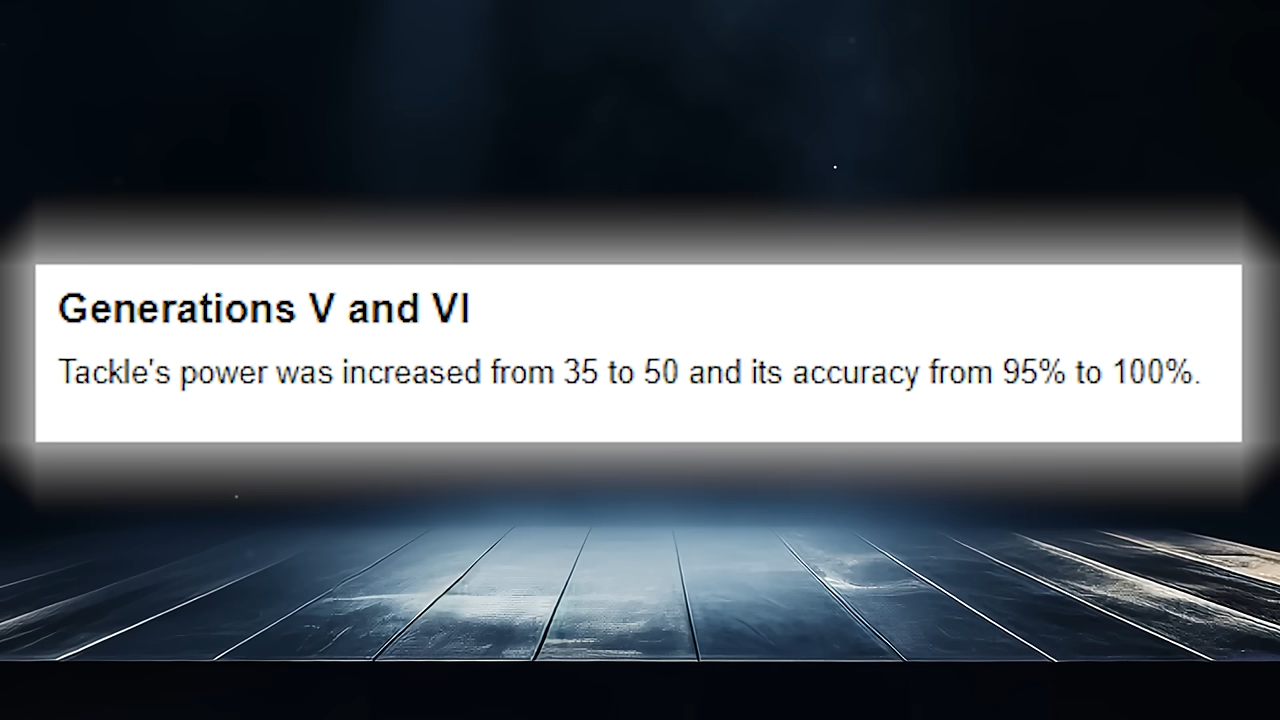 Generations V and VI
Tackle's power was increased from 35 to 50 and its accuracy from 95% to 100%.